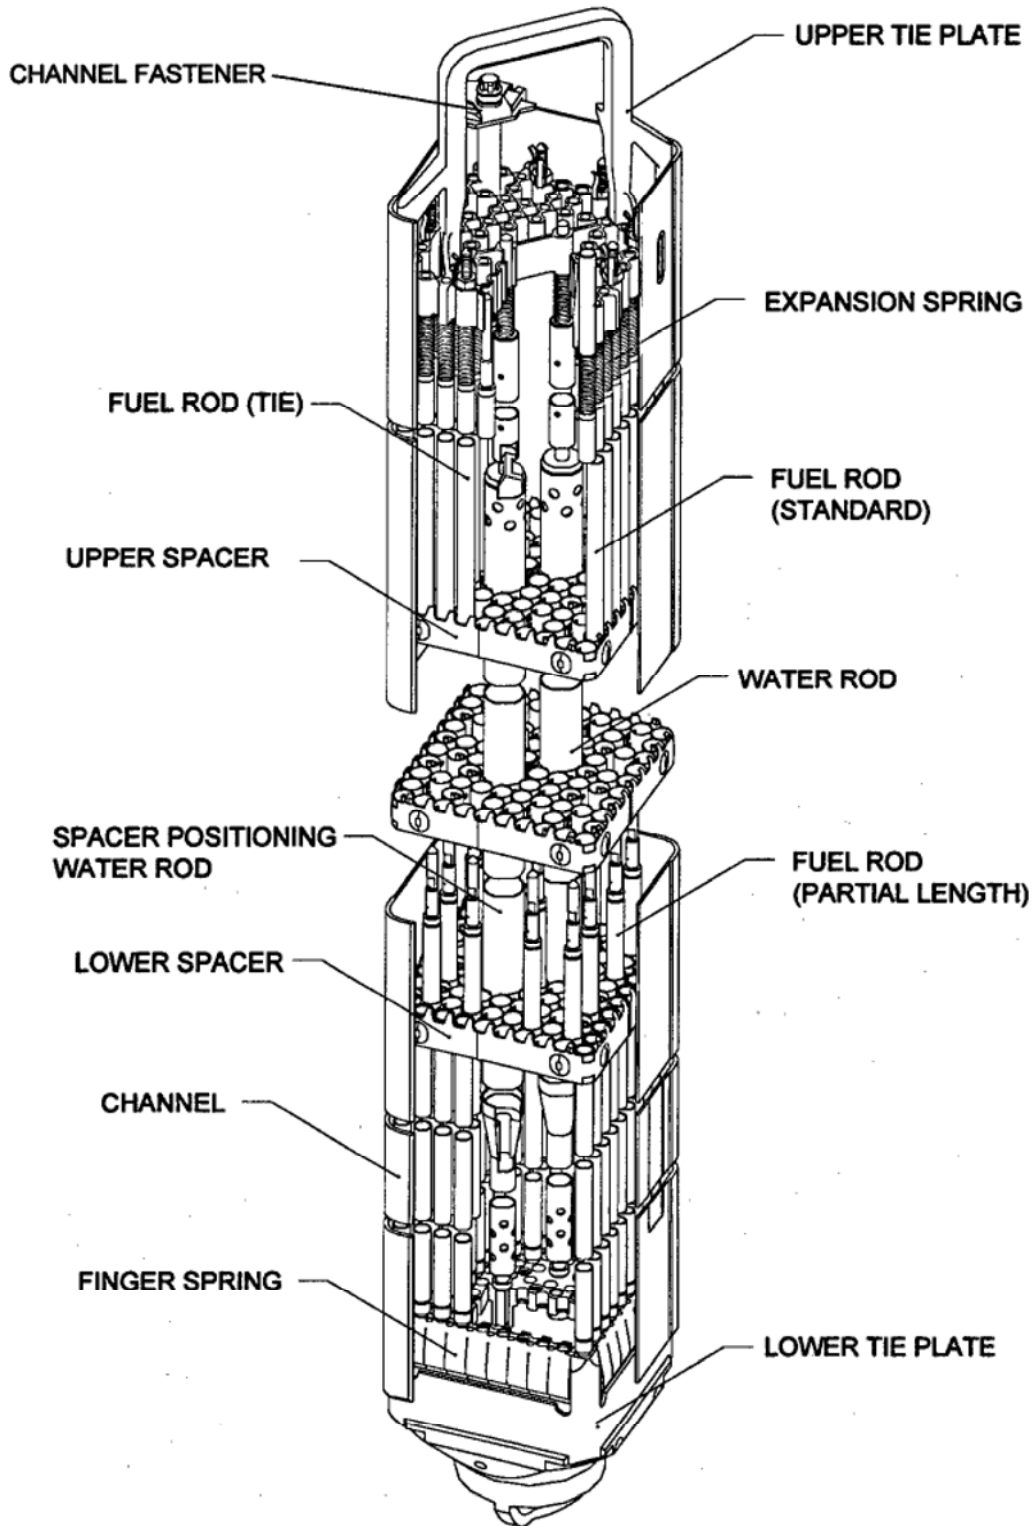 UPPER TIE PLATE
CHANNEL FASTENER
EXPANSION SPRING
FUEL ROD (TIE)
FUEL ROD
(STANDARD)
UPPER SPACER
WATER ROD
SPACER POSITIONING
WATER ROD
FUEL ROD
(PARTIAL LENGTH)
LOWER SPACER
CHANNEL
FINGER SPRING
LOWER TIE PLATE